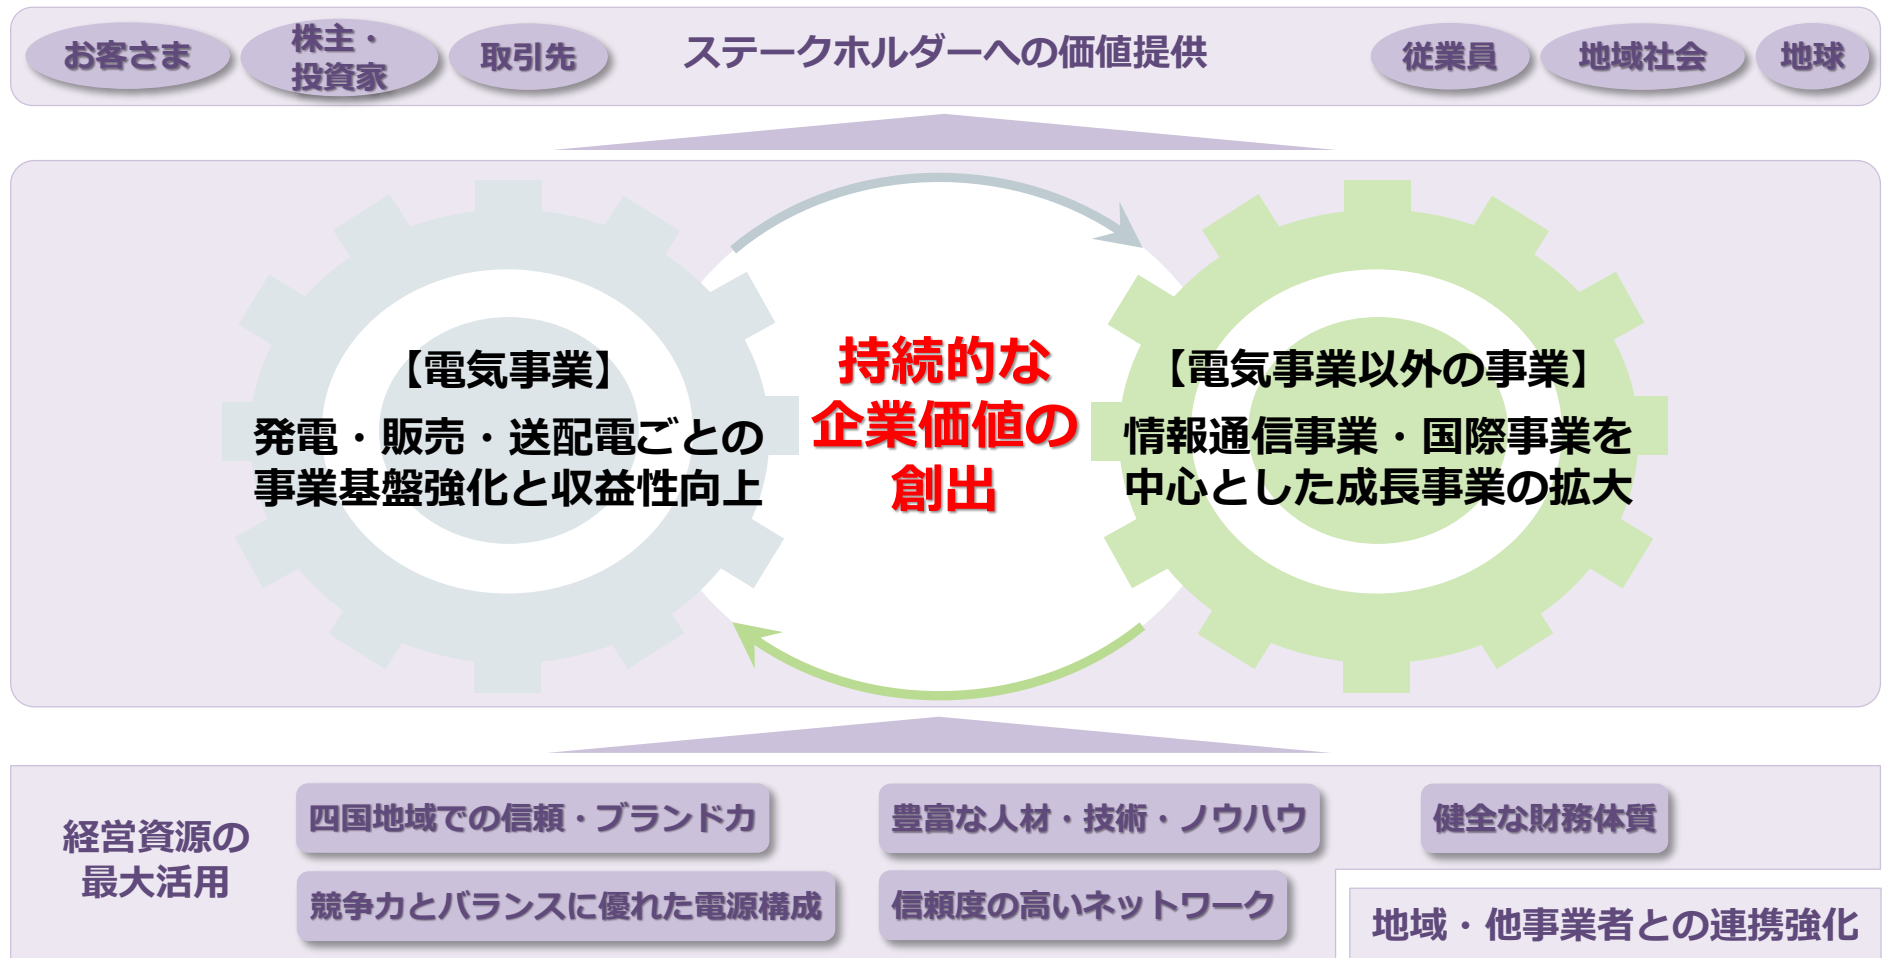 お客さま
株主・
投資家
取引先
ステークホルダーへの価値提供
従業員
地域社会
地球
【電気事業】
発電・販売・送配電ごとの
事業基盤強化と収益性向上
持続的な
企業価値の
創出
【電気事業以外の事業】
情報通信事業・国際事業を
中心とした成長事業の拡大
経営資源の
最大活用
四国地域での信頼・ブランド力
豊富な人材・技術・ノウハウ
健全な財務体質
競争力とバランスに優れた電源構成
信頼度の高いネットワーク
地域・他事業者との連携強化